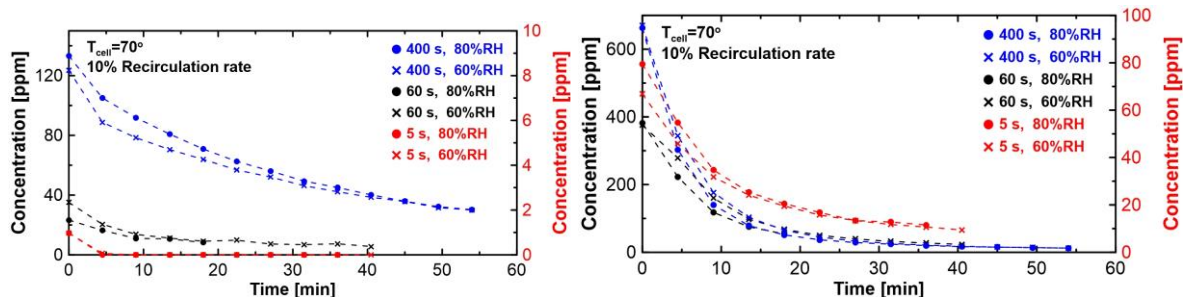 T_cell=70°
10% Recirculation rate
400 s, 80%RH
400 s, 60%RH
60 s, 80%RH
60 s, 60%RH
5 s, 80%RH
5 s, 60%RH
Concentration [ppm]
160
120
80
40
0
10
8
6
4
2
0
Concentration [ppm]
0 10 20 30 40 50 60
Time [min]
T_cell=70°
10% Recirculation rate
400 s, 80%RH
400 s, 60%RH
60 s, 80%RH
60 s, 60%RH
5 s, 80%RH
5 s, 60%RH
Concentration [ppm]
600
400
200
0
100
80
60
40
20
0
Concentration [ppm]
0 10 20 30 40 50 60
Time [min]